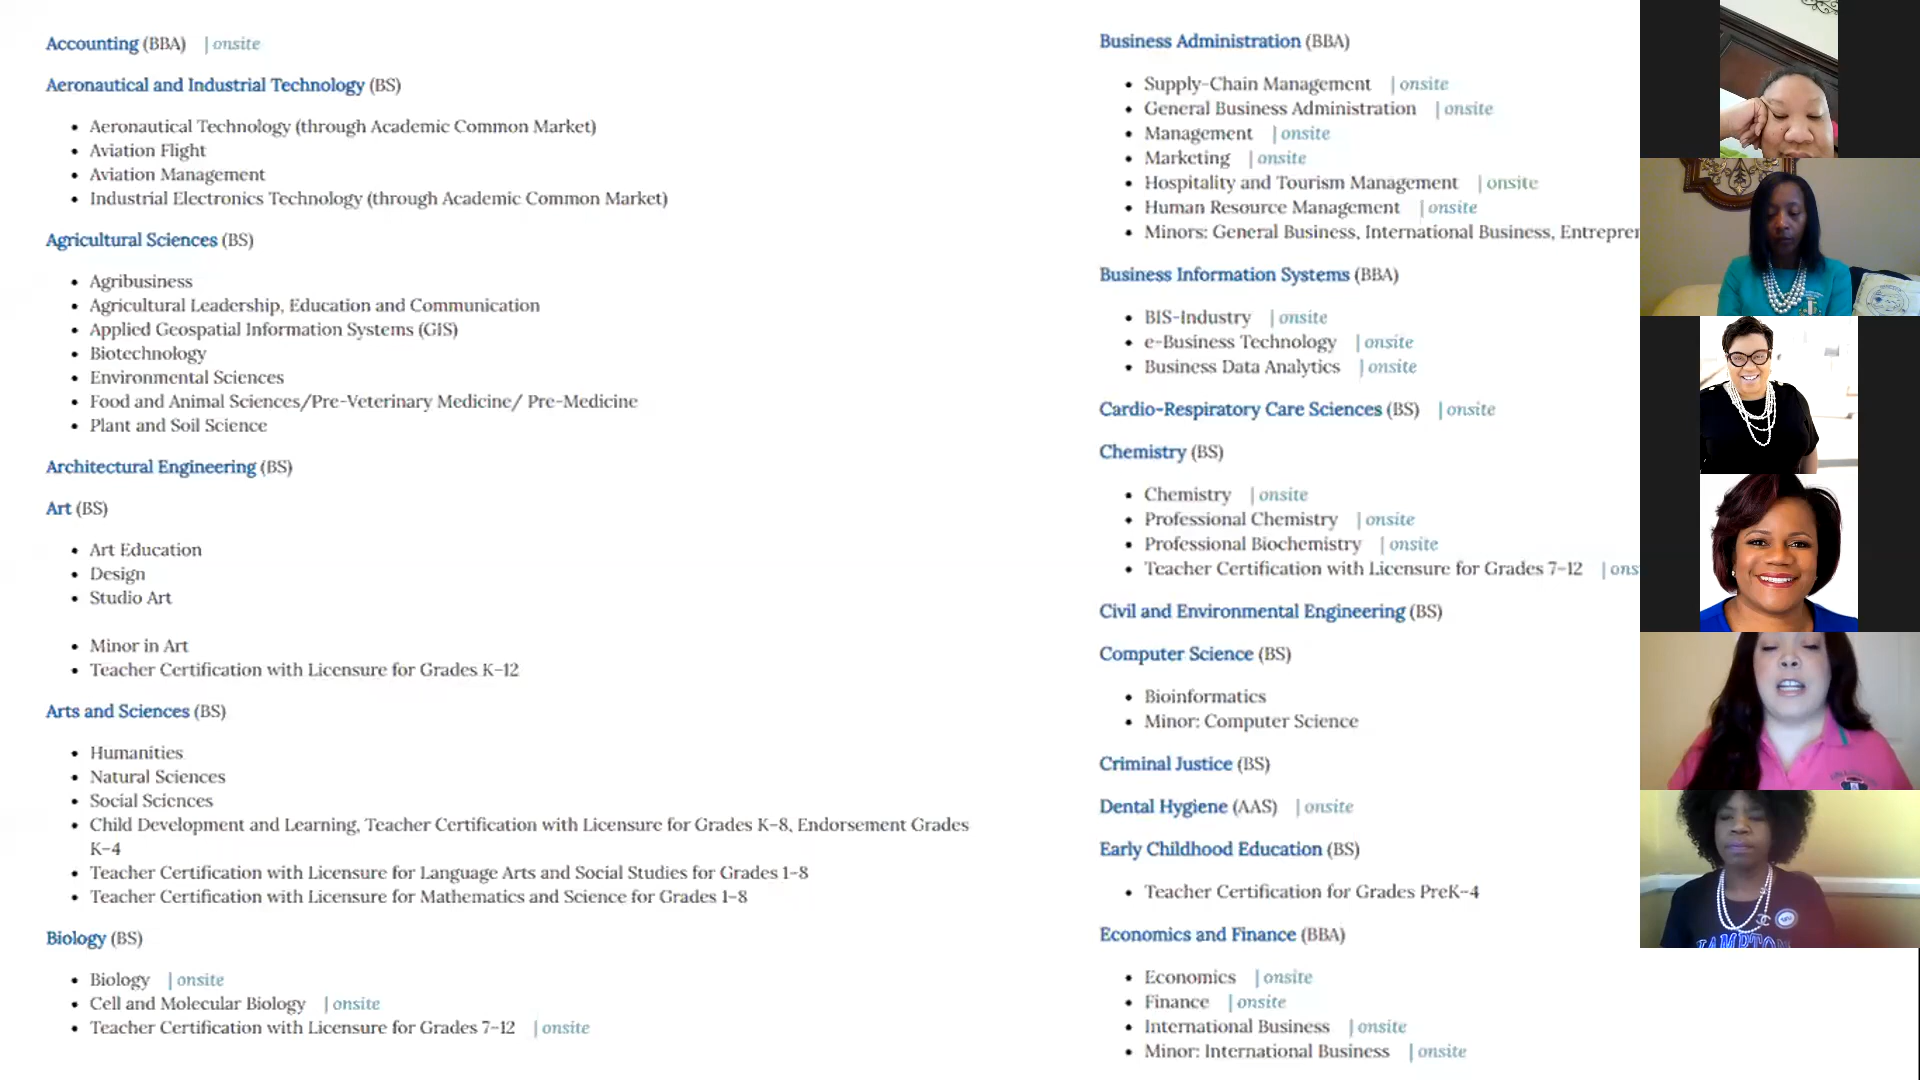 Accounting (BBA) | onsite
Aeronautical and Industrial Technology (BS)
• Aeronautical Technology (through Academic Common Market)
• Aviation Flight
• Aviation Management
• Industrial Electronics Technology (through Academic Common Market)
Agricultural Sciences (BS)
• Agribusiness
• Agricultural Leadership, Education and Communication
• Applied Geospatial Information Systems (GIS)
• Biotechnology
• Environmental Sciences
• Food and Animal Sciences/Pre-Veterinary Medicine/ Pre-Medicine
• Plant and Soil Science
Architectural Engineering (BS)
Art (BS)
• Art Education
• Design
• Studio Art
• Minor in Art
• Teacher Certification with Licensure for Grades K-12
Arts and Sciences (BS)
• Humanities
• Natural Sciences
• Social Sciences
• Child Development and Learning, Teacher Certification with Licensure for Grades K-8, Endorsement Grades
K-4
• Teacher Certification with Licensure for Language Arts and Social Studies for Grades 1-8
• Teacher Certification with Licensure for Mathematics and Science for Grades 1-8
Biology (BS)
• Biology | onsite
• Cell and Molecular Biology | onsite
• Teacher Certification with Licensure for Grades 7-12 | onsite
Business Administration (BBA)
• Supply-Chain Management | onsite
• General Business Administration | onsite
• Management | onsite
• Marketing | onsite
• Hospitality and Tourism Management | onsite
• Human Resource Management | onsite
• Minors: General Business, International Business, Entrepren
Business Information Systems (BBA)
• BIS-Industry | onsite
• e-Business Technology | onsite
• Business Data Analytics | onsite
Cardio-Respiratory Care Sciences (BS) | onsite
Chemistry (BS)
• Chemistry | onsite
• Professional Chemistry | onsite
• Professional Biochemistry | onsite
• Teacher Certification with Licensure for Grades 7-12 | ons
Civil and Environmental Engineering (BS)
Computer Science (BS)
• Bioinformatics
• Minor: Computer Science
Criminal Justice (BS)
Dental Hygiene (AAS) | onsite
Early Childhood Education (BS)
• Teacher Certification for Grades PreK-4
Economics and Finance (BBA)
• Economics | onsite
• Finance | onsite
• International Business | onsite
• Minor: International Business | onsite
HAMPTON